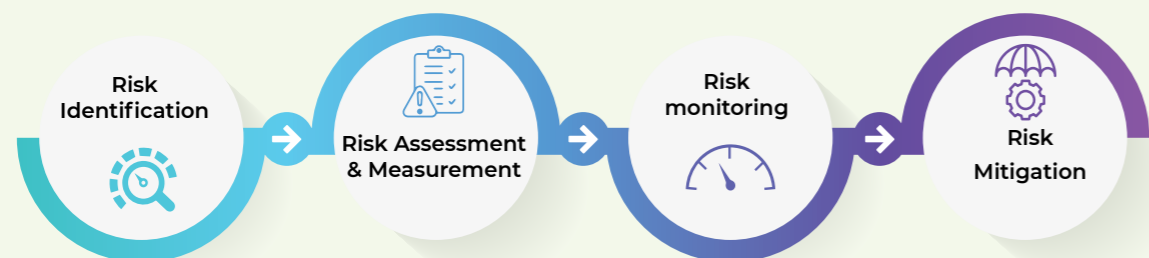 Risk
Identification
Risk Assessment
& Measurement
Risk
monitoring
Risk
Mitigation